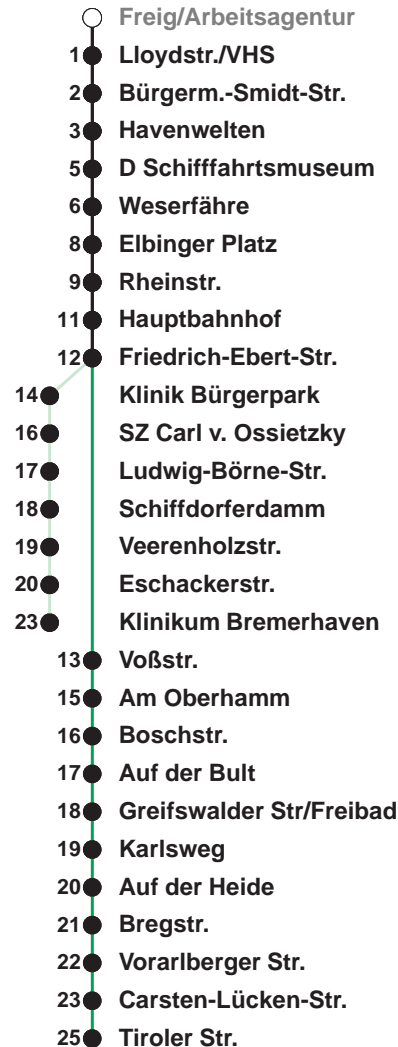 Freig/Arbeitsagentur
1 Lloydstr./VHS
2 Bürgerm.-Smidt-Str.
3 Havenwelten
5 D Schifffahrtsmuseum
6 Weserfähre
8 Elbinger Platz
9 Rheinstr.
11 Hauptbahnhof
12 Friedrich-Ebert-Str.
14 Klinik Bürgerpark
16 SZ Carl v. Ossietzky
17 Ludwig-Börne-Str.
18 Schiffdorferdamm
19 Veerenholzstr.
20 Eschackerstr.
23 Klinikum Bremerhaven
13 Voßstr.
15 Am Oberhamm
16 Boschstr.
17 Auf der Bult
18 Greifswalder Str/Freibad
19 Karlsweg
20 Auf der Heide
21 Bregstr.
22 Vorarlberger Str.
23 Carsten-Lücken-Str.
25 Tiroler Str.